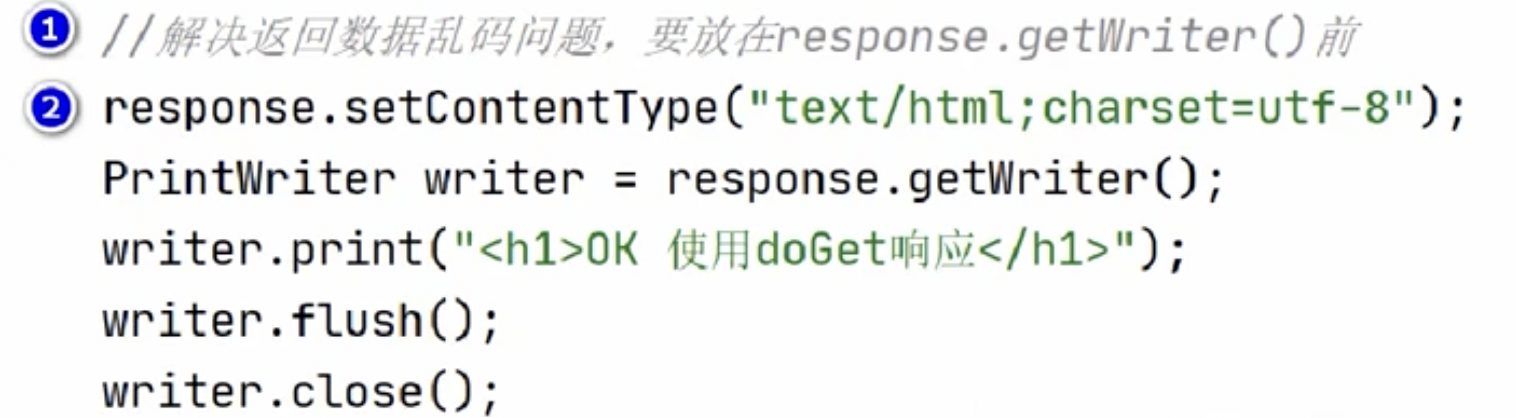 1 //解决返回数据乱码问题，要放在response.getWriter()前
2 response.setContentType("text/html;charset=utf-8");
PrintWriter writer = response.getWriter();
writer.print("<h1>OK 使用doGet响应</h1>");
writer.flush();
writer.close();